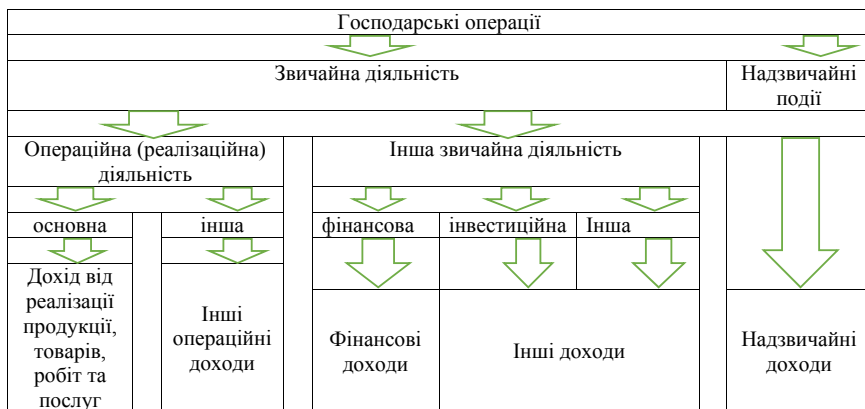 Господарські операції
Звичайна діяльність
Надзвичайні
події
Операційна (реалізаційна)
діяльність
Інша звичайна діяльність
основна
інша
фінансова
інвестиційна
Інша
Дохід від
реалізації
продукції,
товарів,
робіт та
послуг
Інші
операційні
доходи
Фінансові
доходи
Інші доходи
Надзвичайні
доходи